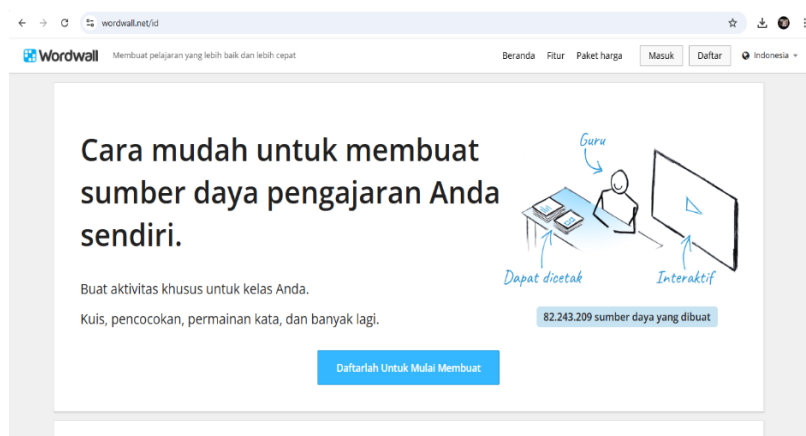 wordwall.net/id
Wordwall Membuat pelajaran yang lebih baik dan lebih cepat Beranda Fitur Paket harga Masuk Daftar Indonesia
Cara mudah untuk membuat
sumber daya pengajaran Anda
sendiri.
Buat aktivitas khusus untuk kelas Anda.
Kuis, pencocokan, permainan kata, dan banyak lagi.
Daftarlah Untuk Mulai Membuat
Guru
Dapat dicetak
Interaktif
82.243.209 sumber daya yang dibuat